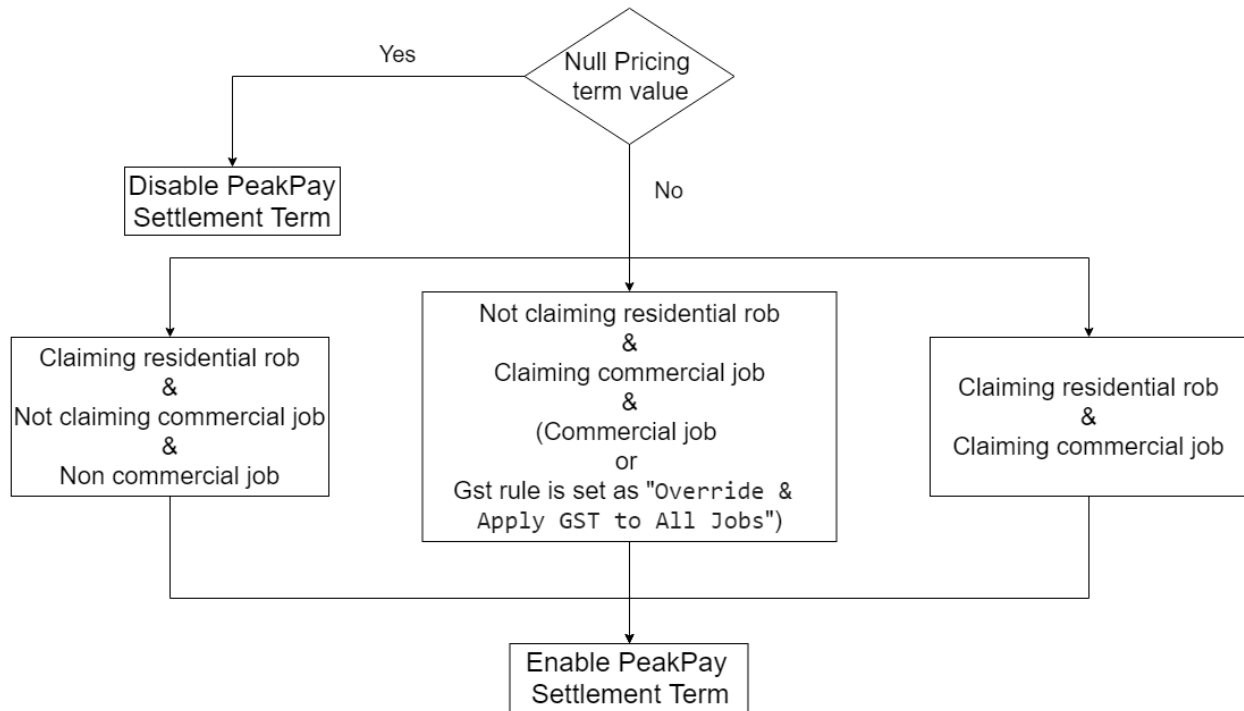 Null Pricing
term value
Yes
Disable PeakPay
Settlement Term
No
Claiming residential rob
&
Not claiming commercial job
&
Non commercial job
Not claiming residential rob
&
Claiming commercial job
&
(Commercial job
or
Gst rule is set as "Override &
Apply GST to All Jobs")
Claiming residential rob
&
Claiming commercial job
Enable PeakPay
Settlement Term